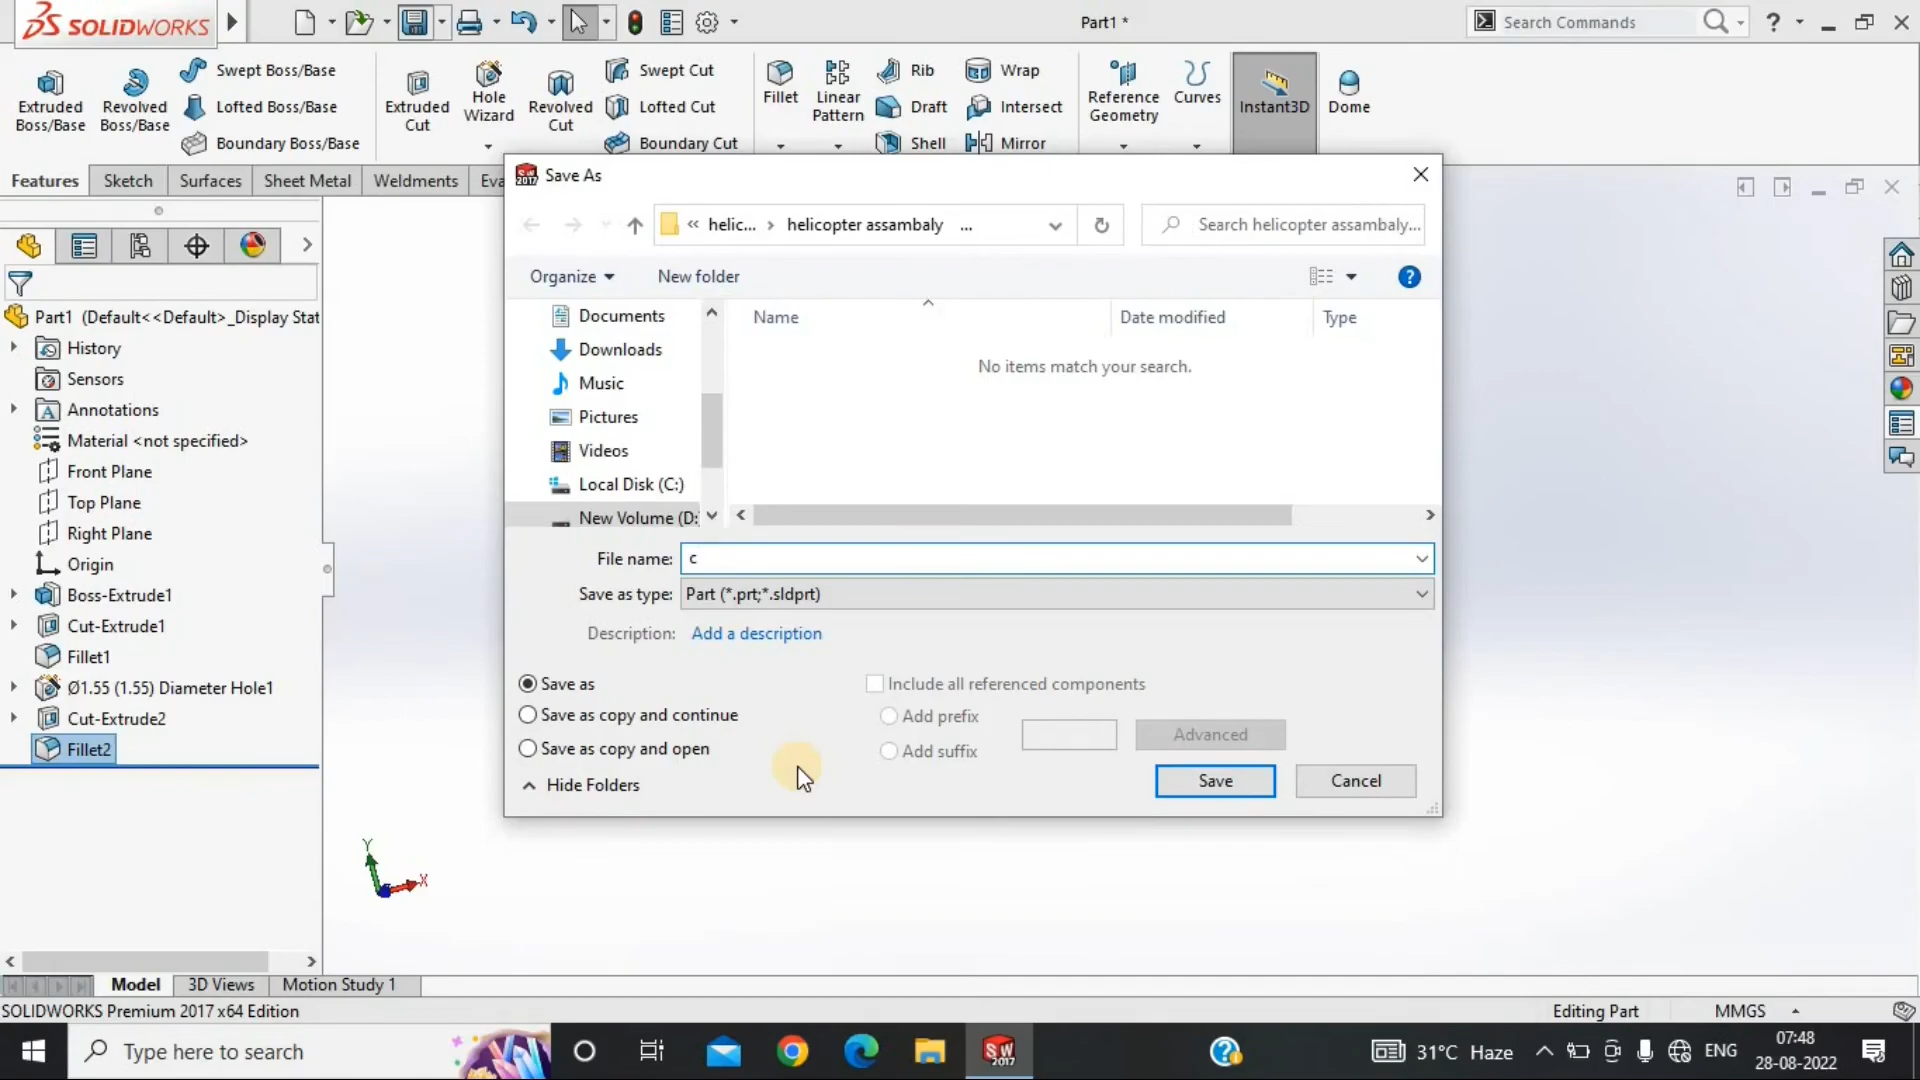 SOLIDWORKS
Part1 *
Search Commands
?
Extruded Boss/Base
Revolved Boss/Base
Swept Boss/Base
Lofted Boss/Base
Boundary Boss/Base
Extruded Cut
Hole Wizard
Revolved Cut
Swept Cut
Lofted Cut
Boundary Cut
Fillet
Linear Pattern
Rib
Draft
Shell
Wrap
Intersect
Mirror
Reference Geometry
Curves
Instant3D
Dome
Features
Sketch
Surfaces
Sheet Metal
Weldments
Eva
Part1 (Default<<Default>_Display Stat
History
Sensors
Annotations
Material <not specified>
Front Plane
Top Plane
Right Plane
Origin
Boss-Extrude1
Cut-Extrude1
Fillet1
Ø1.55 (1.55) Diameter Hole1
Cut-Extrude2
Fillet2
Save As
« helic... › helicopter assambaly ...
Search helicopter assambaly...
Organize
New folder
?
Documents
Downloads
Music
Pictures
Videos
Local Disk (C:)
New Volume (D:
Name
Date modified
Type
No items match your search.
File name: c
Save as type: Part (*.prt;*.sldprt)
Description: Add a description
Save as
Save as copy and continue
Save as copy and open
Include all referenced components
Add prefix
Add suffix
Advanced
Hide Folders
Save
Cancel
Y
X
Model
3D Views
Motion Study 1
SOLIDWORKS Premium 2017 x64 Edition
Editing Part
MMGS
Type here to search
SW
2017
31°C Haze
ENG
07:48
28-08-2022